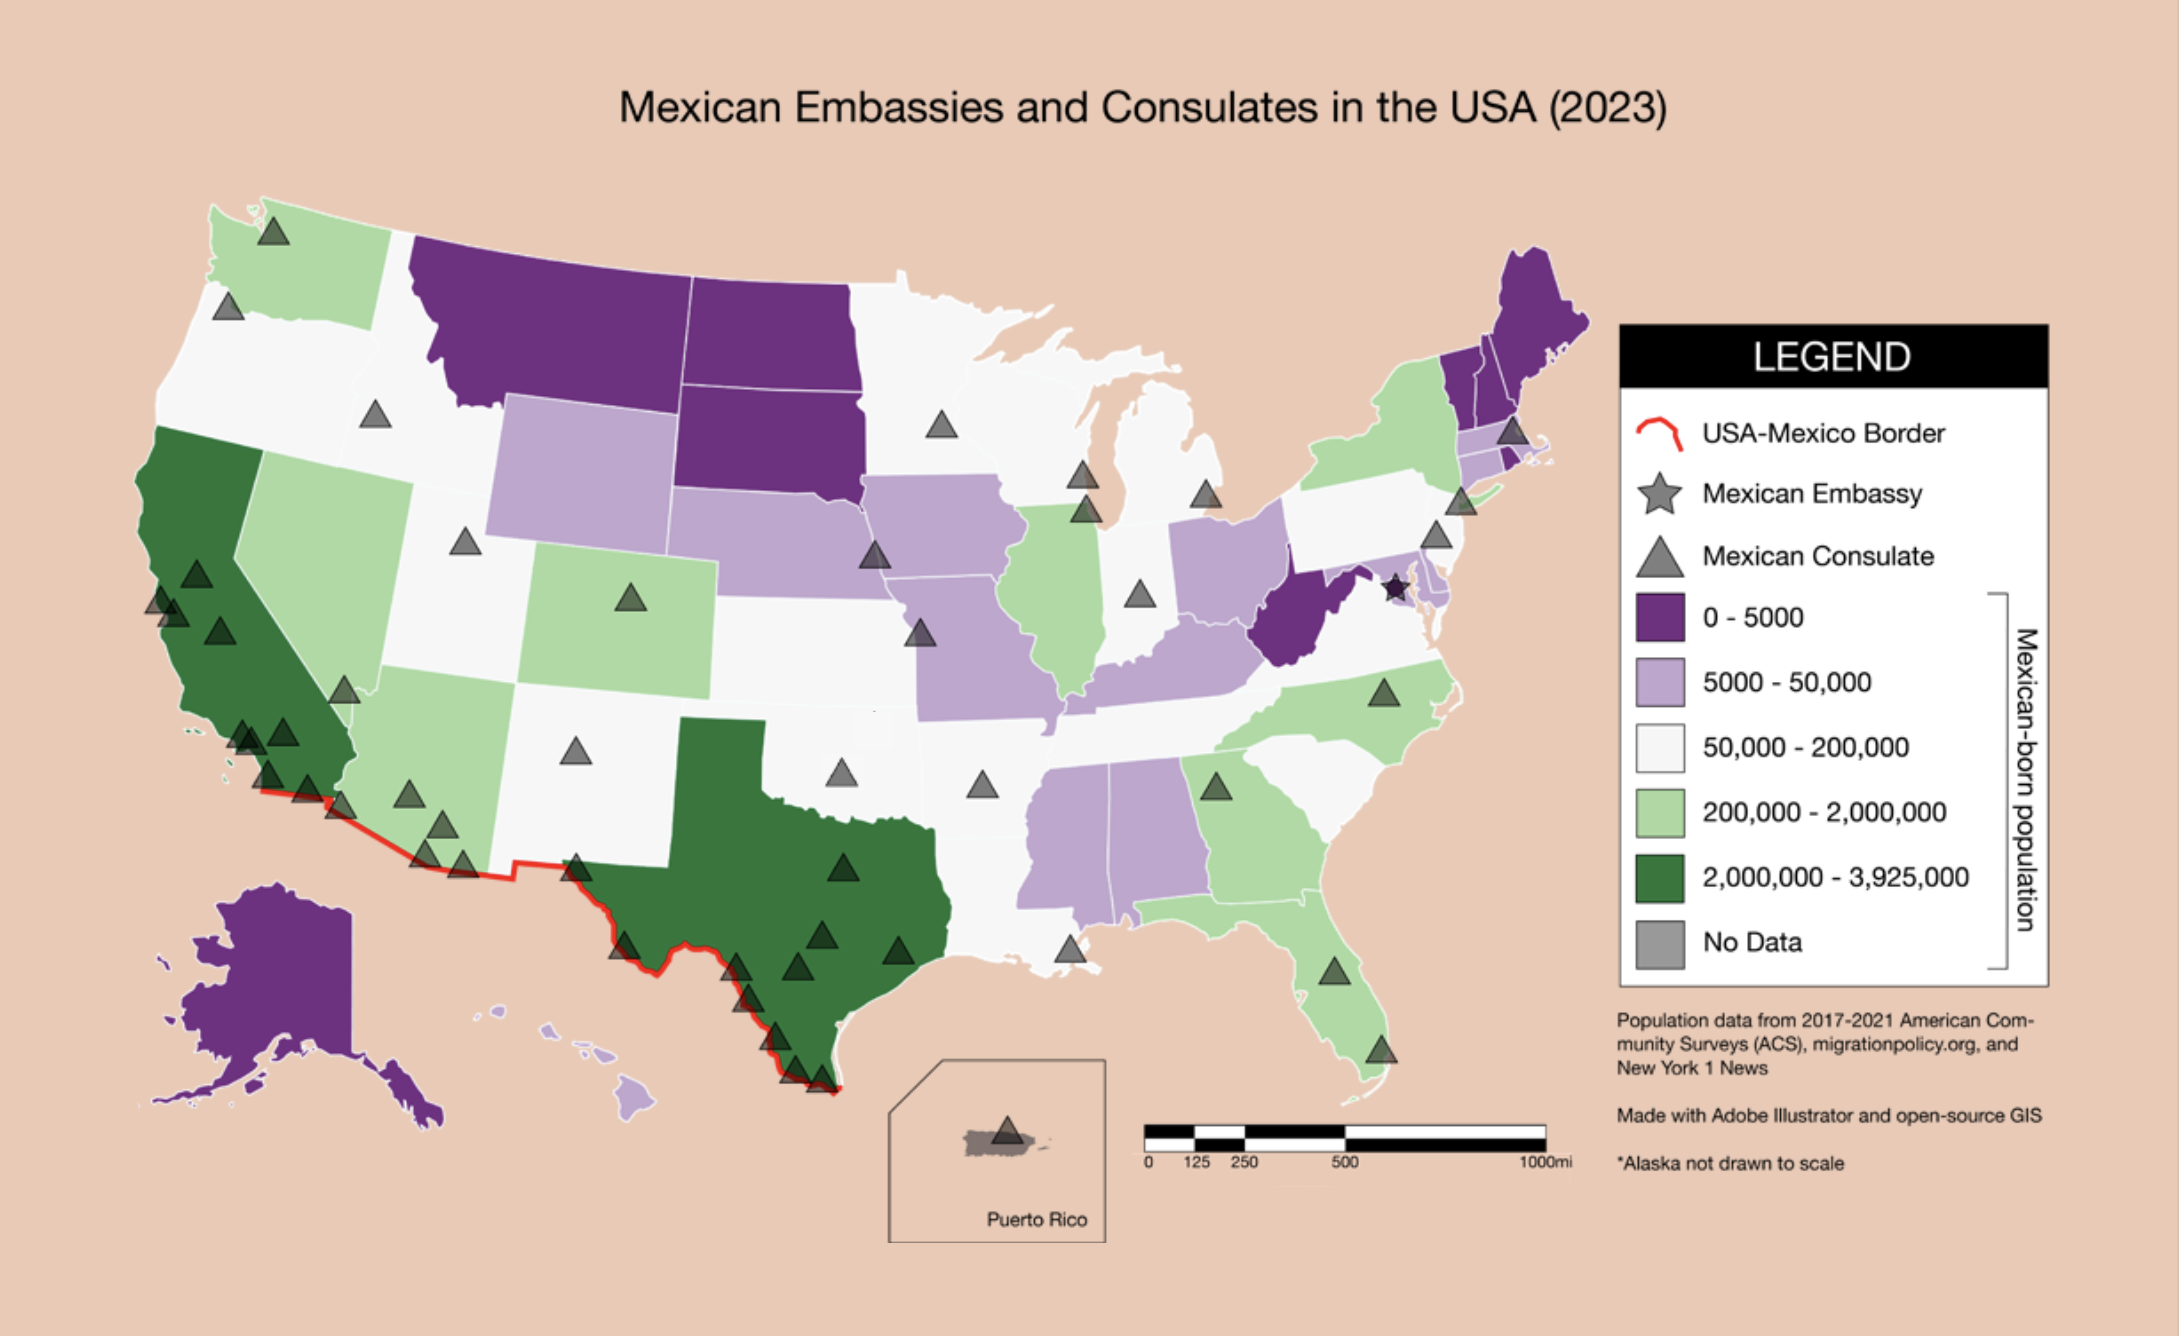 Mexican Embassies and Consulates in the USA (2023)
LEGEND
USA-Mexico Border
Mexican Embassy
Mexican Consulate
0 - 5000
5000 - 50,000
50,000 - 200,000
200,000 - 2,000,000
2,000,000 - 3,925,000
No Data
Mexican-born population
Population data from 2017-2021 American Com-
munity Surveys (ACS), migrationpolicy.org, and
New York 1 News
Made with Adobe Illustrator and open-source GIS
*Alaska not drawn to scale
0 125 250 500 1000mi
Puerto Rico